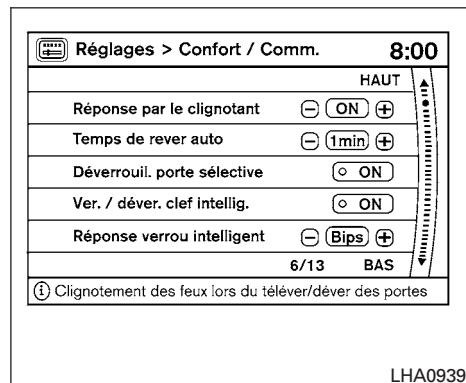 Réglages > Confort / Comm. 8:00
HAUT
Réponse par le clignotant ON
Temps de rever auto 1min
Déverrouil. porte sélective ON
Ver. / déver. clef intellig. ON
Réponse verrou intelligent Bips
6/13 BAS
Clignotement des feux lors du téléver/déver des portes
LHA0939